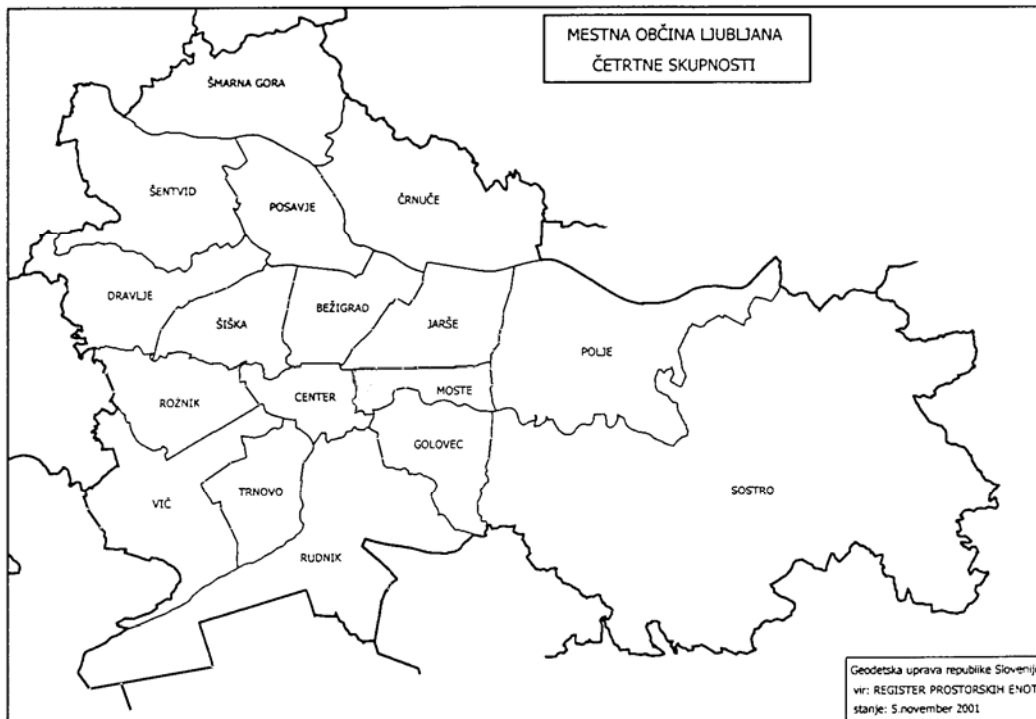 MESTNA OBČINA LJUBLJANA
ČETRTNE SKUPNOSTI
ŠMARNA GORA
ŠENTVID
POSAVJE
ČRNUČE
DRAVLJE
ŠIŠKA
BEŽIGRAD
JARŠE
POLJE
ROŽNIK
CENTER
MOSTE
GOLOVEC
VIČ
TRNOVO
SOSTRO
RUDNIK
Geodetska uprava republike Slovenije
vir: REGISTER PROSTORSKIH ENOT
stanje: 5.november 2001